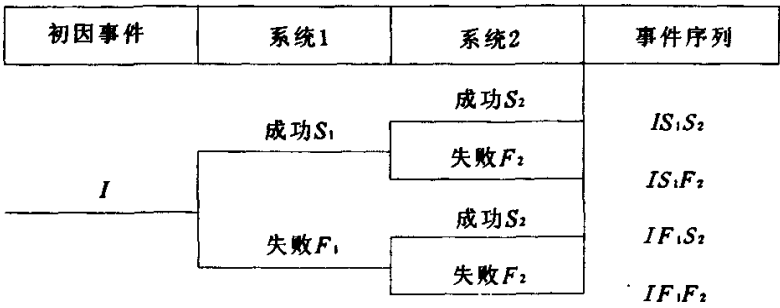 初因事件 系统1 系统2 事件序列
成功S₂
IS₁S₂
成功S₁
失败F₂
IS₁F₂
I
成功S₂
IF₁S₂
失败F₁
失败F₂
IF₁F₂